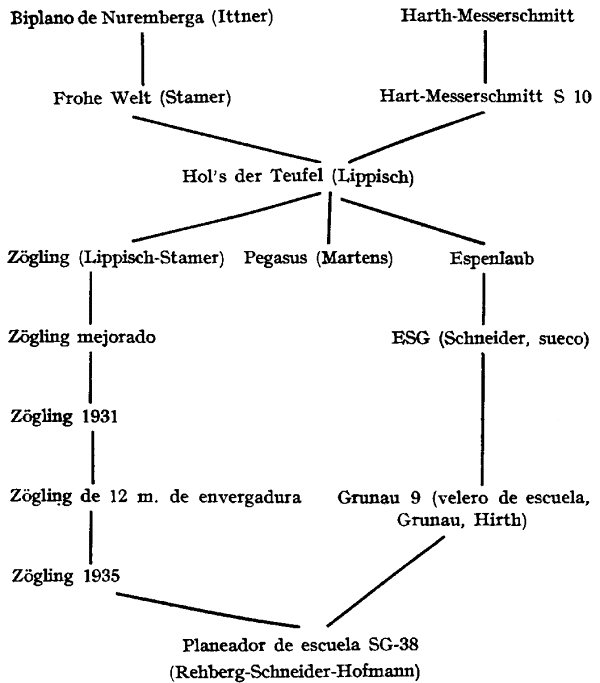 Biplano de Nuremberga (Ittner)
Harth-Messerschmitt
Frohe Welt (Stamer)
Hart-Messerschmitt S 10
Hol's der Teufel (Lippisch)
Zögling (Lippisch-Stamer)
Pegasus (Martens)
Espenlaub
Zögling mejorado
ESG (Schneider, sueco)
Zögling 1931
Zögling de 12 m. de envergadura
Grunau 9 (velero de escuela,
Grunau, Hirth)
Zögling 1935
Planeador de escuela SG-38
(Rehberg-Schneider-Hofmann)